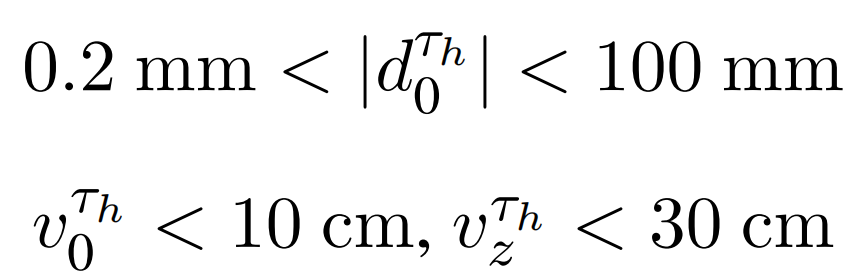 0.2 mm < |d_0^{τ_h}| < 100 mm
v_0^{τ_h} < 10 cm, v_z^{τ_h} < 30 cm